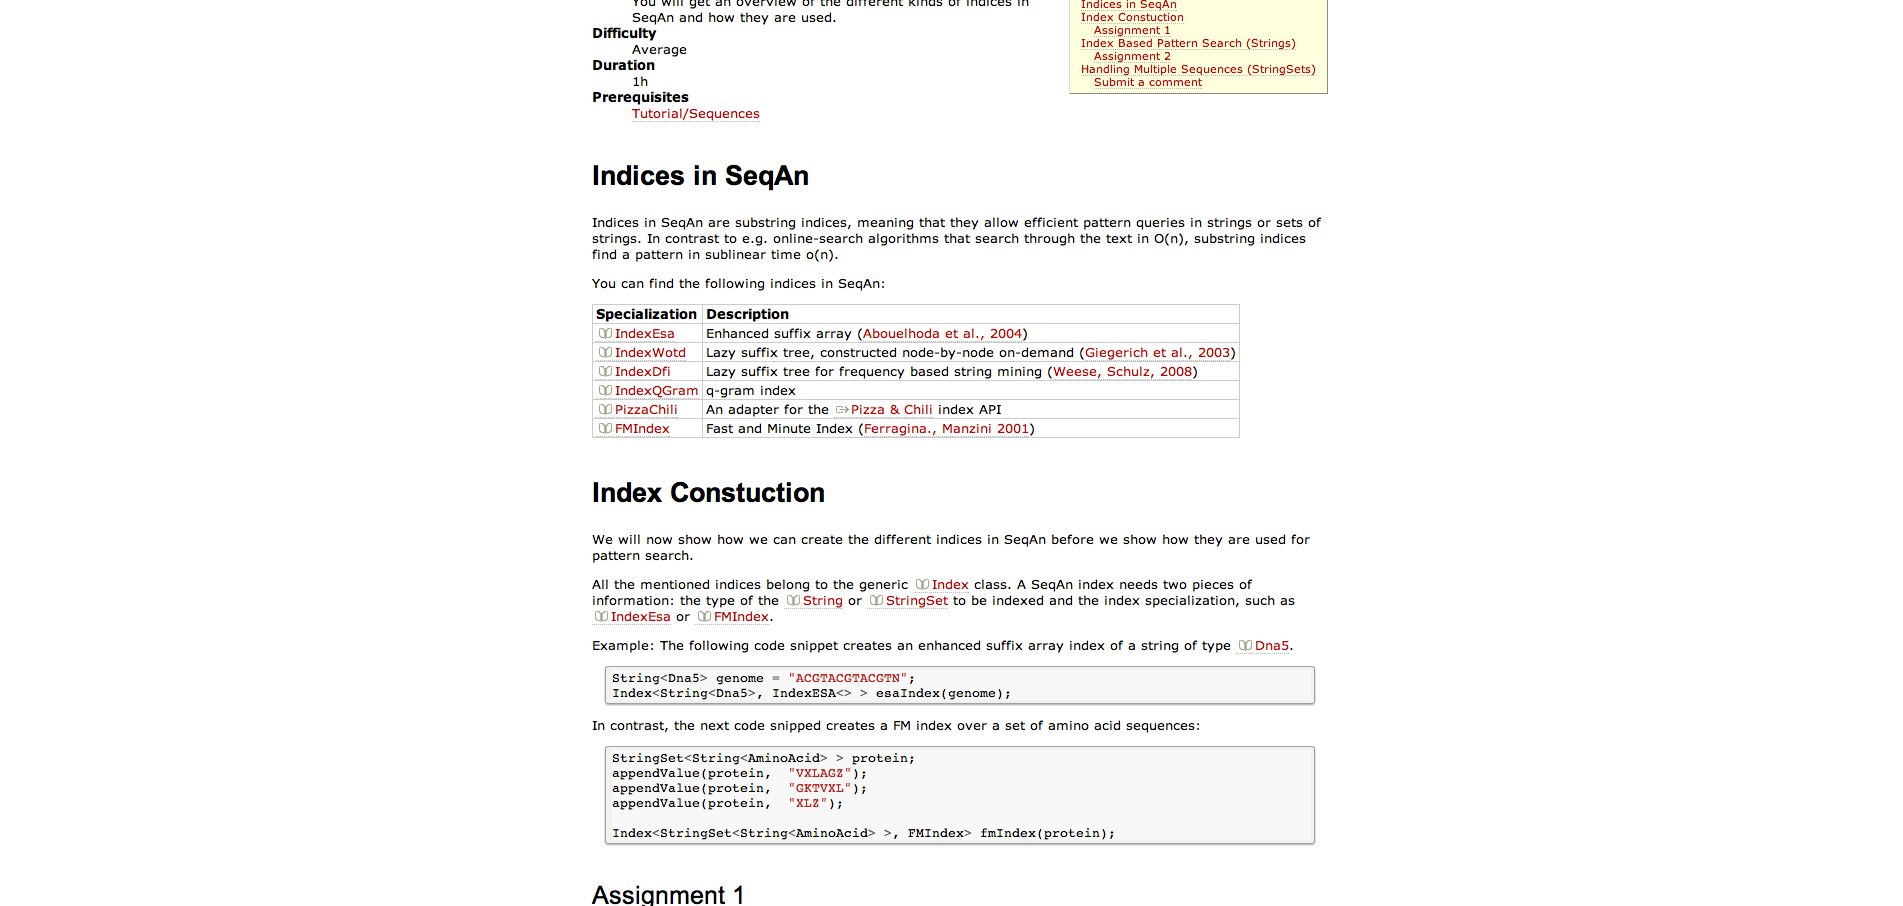 You will get an overview of the different kinds of indices in
SeqAn and how they are used.
Difficulty
Average
Duration
1h
Prerequisites
Tutorial/Sequences
Indices in SeqAn
Index Constuction
Assignment 1
Index Based Pattern Search (Strings)
Assignment 2
Handling Multiple Sequences (StringSets)
Submit a comment
Indices in SeqAn
Indices in SeqAn are substring indices, meaning that they allow efficient pattern queries in strings or sets of
strings. In contrast to e.g. online-search algorithms that search through the text in O(n), substring indices
find a pattern in sublinear time o(n).
You can find the following indices in SeqAn:
Specialization Description
IndexEsa Enhanced suffix array (Abouelhoda et al., 2004)
IndexWotd Lazy suffix tree, constructed node-by-node on-demand (Giegerich et al., 2003)
IndexDfi Lazy suffix tree for frequency based string mining (Weese, Schulz, 2008)
IndexQGram q-gram index
PizzaChili An adapter for the Pizza & Chili index API
FMIndex Fast and Minute Index (Ferragina., Manzini 2001)
Index Constuction
We will now show how we can create the different indices in SeqAn before we show how they are used for
pattern search.
All the mentioned indices belong to the generic Index class. A SeqAn index needs two pieces of
information: the type of the String or StringSet to be indexed and the index specialization, such as
IndexEsa or FMIndex.
Example: The following code snippet creates an enhanced suffix array index of a string of type Dna5.
String<Dna5> genome = "ACGTACGTACGTN";
Index<String<Dna5>, IndexESA<> > esaIndex(genome);
In contrast, the next code snipped creates a FM index over a set of amino acid sequences:
StringSet<String<AminoAcid> > protein;
appendValue(protein, "VXLAGZ");
appendValue(protein, "GKTVXL");
appendValue(protein, "XLZ");
Index<StringSet<String<AminoAcid> >, FMIndex> fmIndex(protein);
Assignment 1